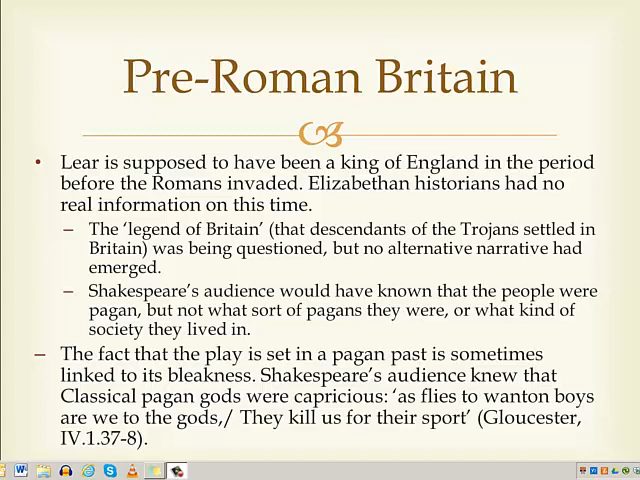 Pre-Roman Britain
• Lear is supposed to have been a king of England in the period
before the Romans invaded. Elizabethan historians had no
real information on this time.
– The ‘legend of Britain’ (that descendants of the Trojans settled in
Britain) was being questioned, but no alternative narrative had
emerged.
– Shakespeare’s audience would have known that the people were
pagan, but not what sort of pagans they were, or what kind of
society they lived in.
– The fact that the play is set in a pagan past is sometimes
linked to its bleakness. Shakespeare’s audience knew that
Classical pagan gods were capricious: ‘as flies to wanton boys
are we to the gods,/ They kill us for their sport’ (Gloucester,
IV.1.37-8).